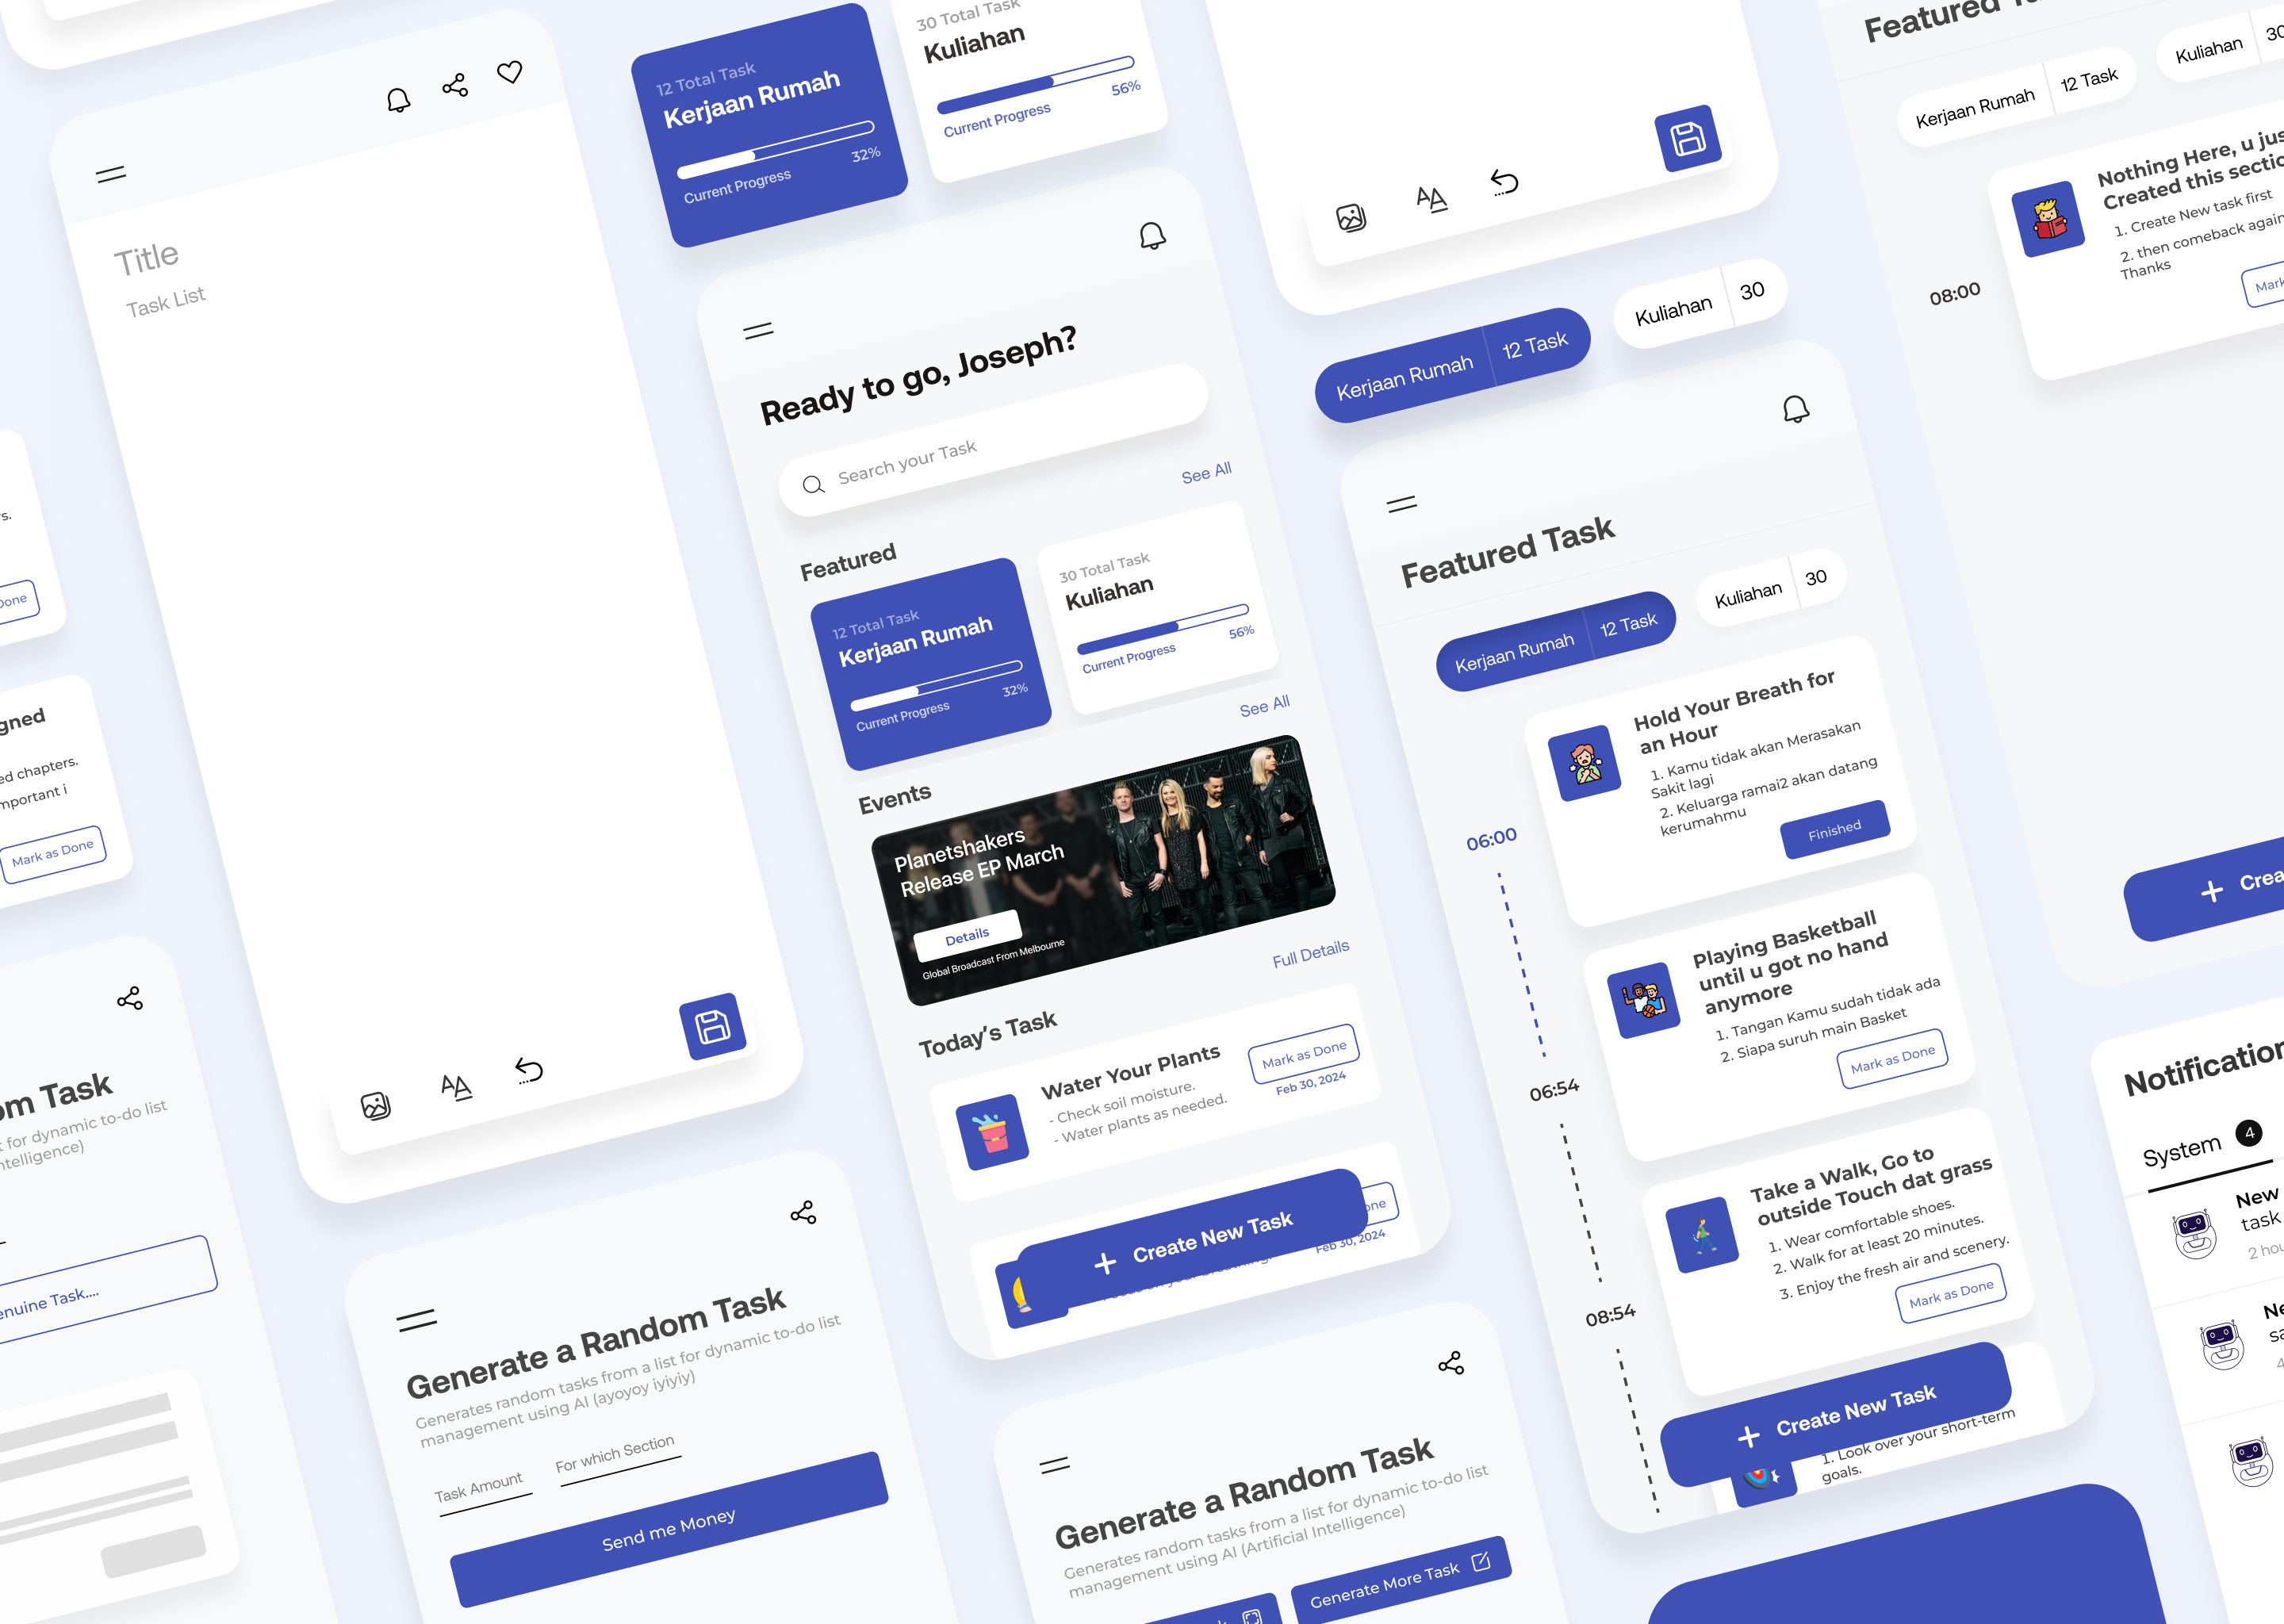 s.
Done
gned
ed chapters.
mportant i
Mark as Done
om Task
t for dynamic to-do list
ntelligence)
enuine Task....
Title
Task List
Generate a Random Task
Generates random tasks from a list for dynamic to-do list
management using AI (ayoyoy iyiyiy)
Task Amount
For which Section
Send me Money
12 Total Task
Kerjaan Rumah
Current Progress
32%
30 Total Task
Kuliahan
Current Progress
56%
Ready to go, Joseph?
Search your Task
See All
Featured
12 Total Task
Kerjaan Rumah
Current Progress
32%
30 Total Task
Kuliahan
Current Progress
56%
See All
Events
Planetshakers
Release EP March
Details
Global Broadcast From Melbourne
Full Details
Today's Task
Water Your Plants
- Check soil moisture.
- Water plants as needed.
Mark as Done
Feb 30, 2024
one
Feb 30, 2024
Create New Task
Generate a Random Task
Generates random tasks from a list for dynamic to-do list
management using AI (Artificial Intelligence)
Generate More Task
Kerjaan Rumah
12 Task
Kuliahan
30
Featured Task
Kerjaan Rumah
12 Task
Kuliahan
30
06:00
Hold Your Breath for
an Hour
1. Kamu tidak akan Merasakan
Sakit lagi
2. Keluarga ramai2 akan datang
kerumahmu
Finished
06:54
Playing Basketball
until u got no hand
anymore
1. Tangan Kamu sudah tidak ada
2. Siapa suruh main Basket
Mark as Done
08:54
Take a Walk, Go to
outside Touch dat grass
1. Wear comfortable shoes.
2. Walk for at least 20 minutes.
3. Enjoy the fresh air and scenery.
Mark as Done
Create New Task
1. Look over your short-term
goals.
Featured
Kerjaan Rumah
12 Task
Kuliahan
30
08:00
Nothing Here, u jus
Created this sectio
1. Create New task first
2. then comeback again
Thanks
Mark
Crea
Notification
System
4
New
task
2 hou
Ne
sa
4